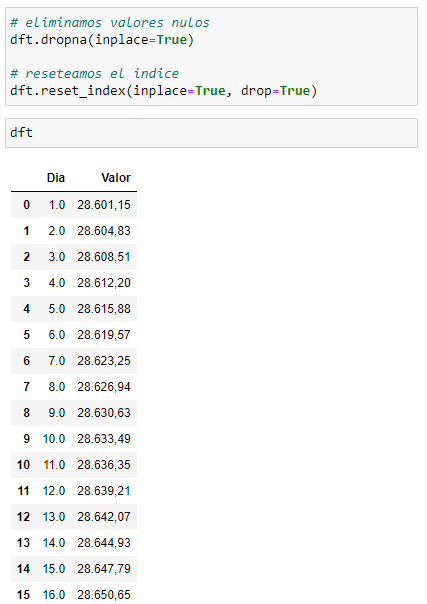 # eliminamos valores nulos
dft.dropna(inplace=True)
# reseteamos el indice
dft.reset_index(inplace=True, drop=True)
dft
Dia Valor
0 1.0 28.601,15
1 2.0 28.604,83
2 3.0 28.608,51
3 4.0 28.612,20
4 5.0 28.615,88
5 6.0 28.619,57
6 7.0 28.623,25
7 8.0 28.626,94
8 9.0 28.630,63
9 10.0 28.633,49
10 11.0 28.636,35
11 12.0 28.639,21
12 13.0 28.642,07
13 14.0 28.644,93
14 15.0 28.647,79
15 16.0 28.650,65